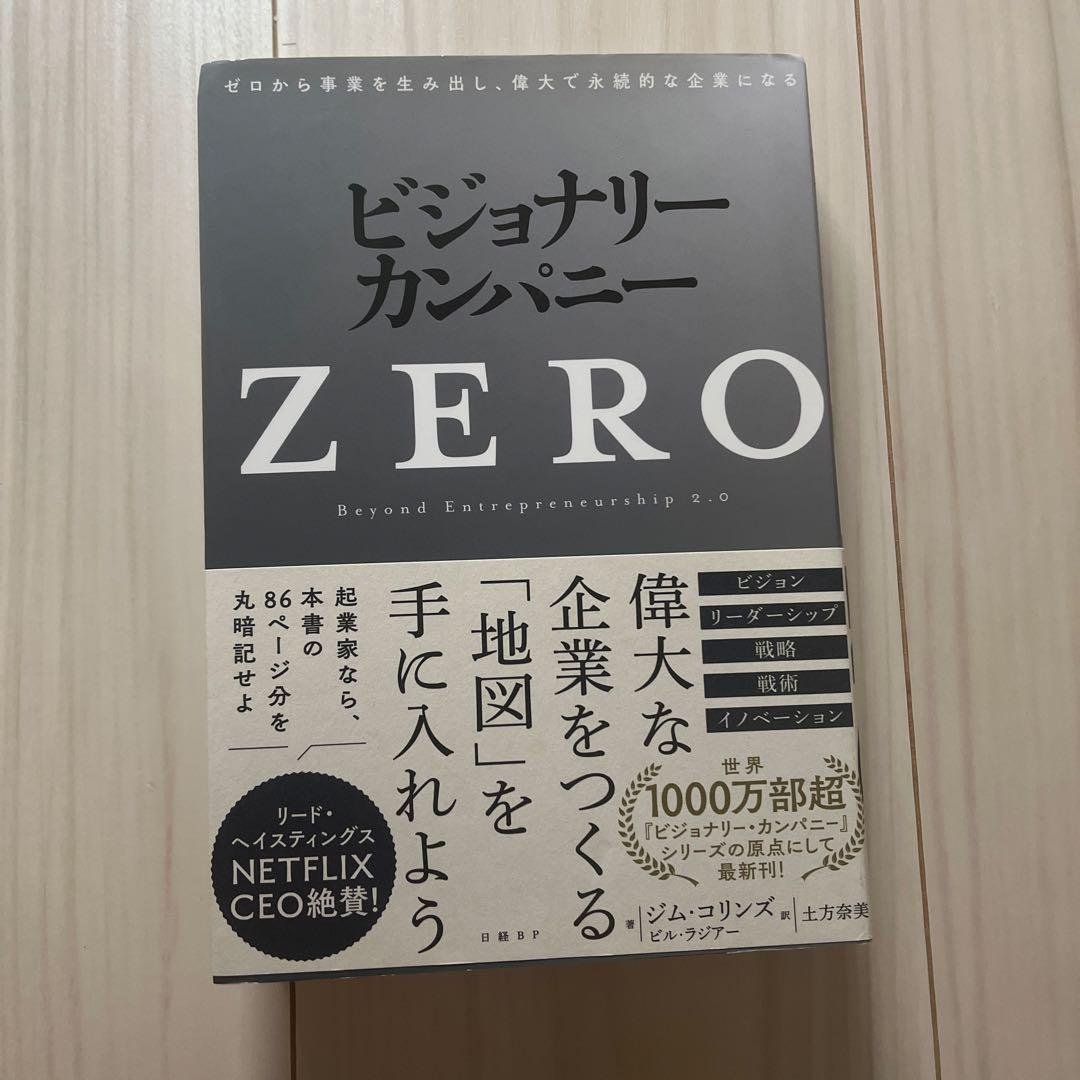 ゼロから事業を生み出し、偉大で永続的な企業になる
ビジョナリー
カンパニー
ZERO
Beyond Entrepreneurship 2.0
ビジョン
リーダーシップ
戦略
戦術
イノベーション
偉大な
企業をつくる
「地図」を
手に入れよう
起業家なら、
本書の
86ページ分を
丸暗記せよ
リード・
ヘイスティングス
NETFLIX
CEO絶賛!
世界
1000万部超
『ビジョナリー・カンパニー』
シリーズの原点にして
最新刊!
著
ジム・コリンズ
ビル・ラジアー
訳
土方奈美
日経BP